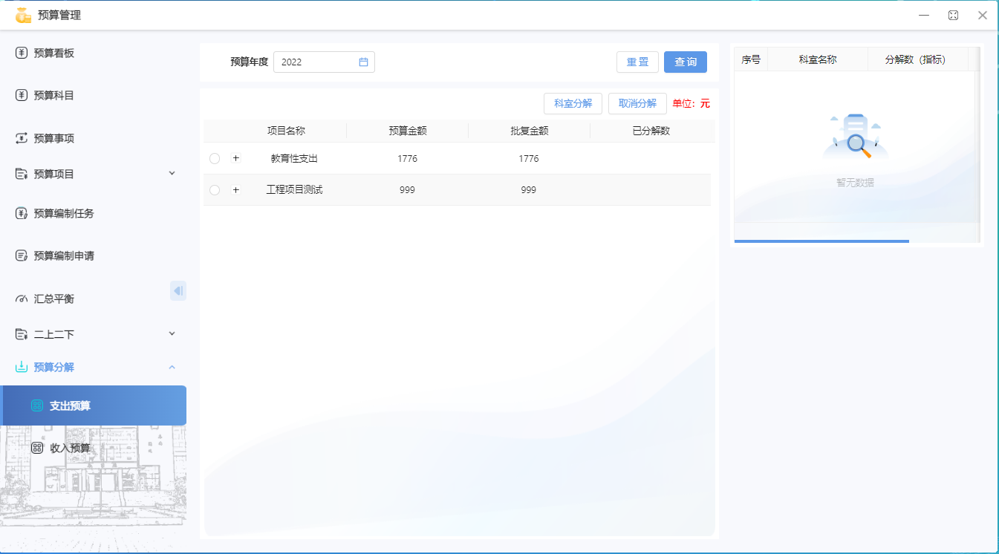 预算管理
预算看板
预算科目
预算事项
预算项目
预算编制任务
预算编制申请
汇总平衡
二上二下
预算分解
支出预算
收入预算
预算年度 2022 重置 查询
科室分解 取消分解 单位：元
项目名称 预算金额 批复金额 已分解数
教育性支出 1776 1776
工程项目测试 999 999
序号 科室名称 分解数（指标）
暂无数据